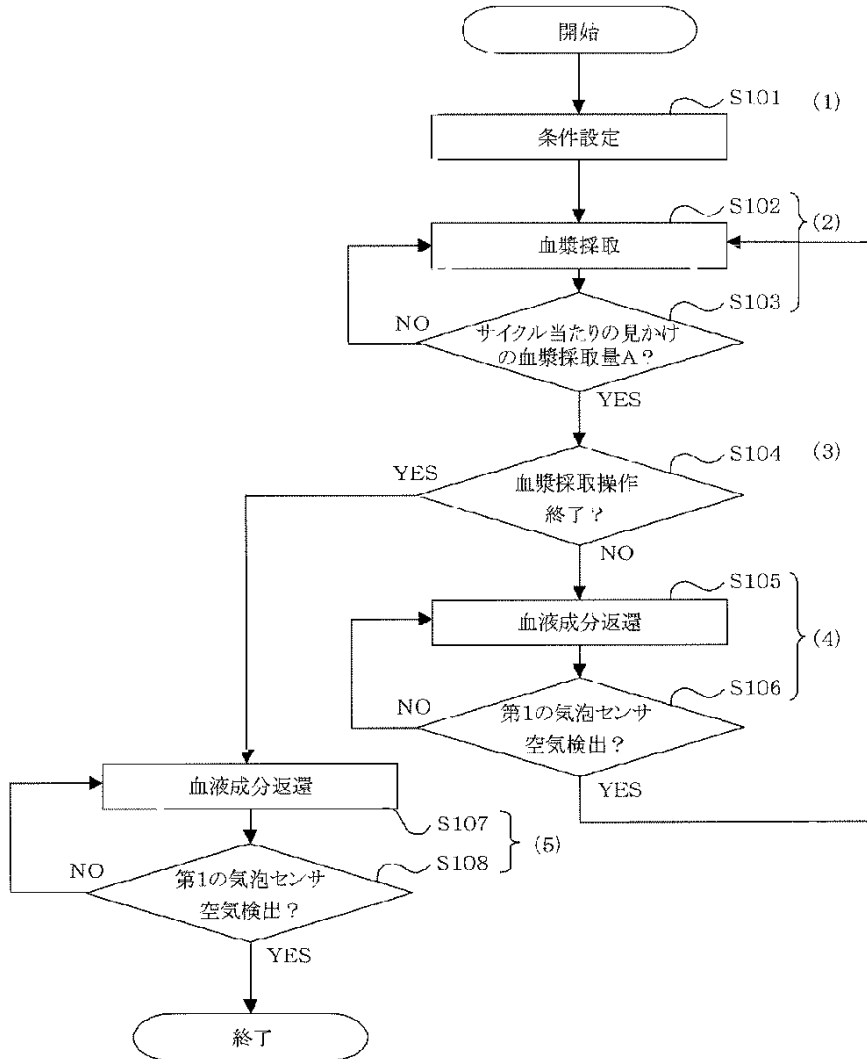 開始
S101
(1)
条件設定
S102
(2)
血漿採取
S103
NO
サイクル当たりの見かけ
の血漿採取量A？
YES
S104
(3)
YES
血漿採取操作
終了？
NO
S105
血液成分返還
(4)
S106
NO
第1の気泡センサ
空気検出？
YES
血液成分返還
S107
(5)
S108
NO
第1の気泡センサ
空気検出？
YES
終了